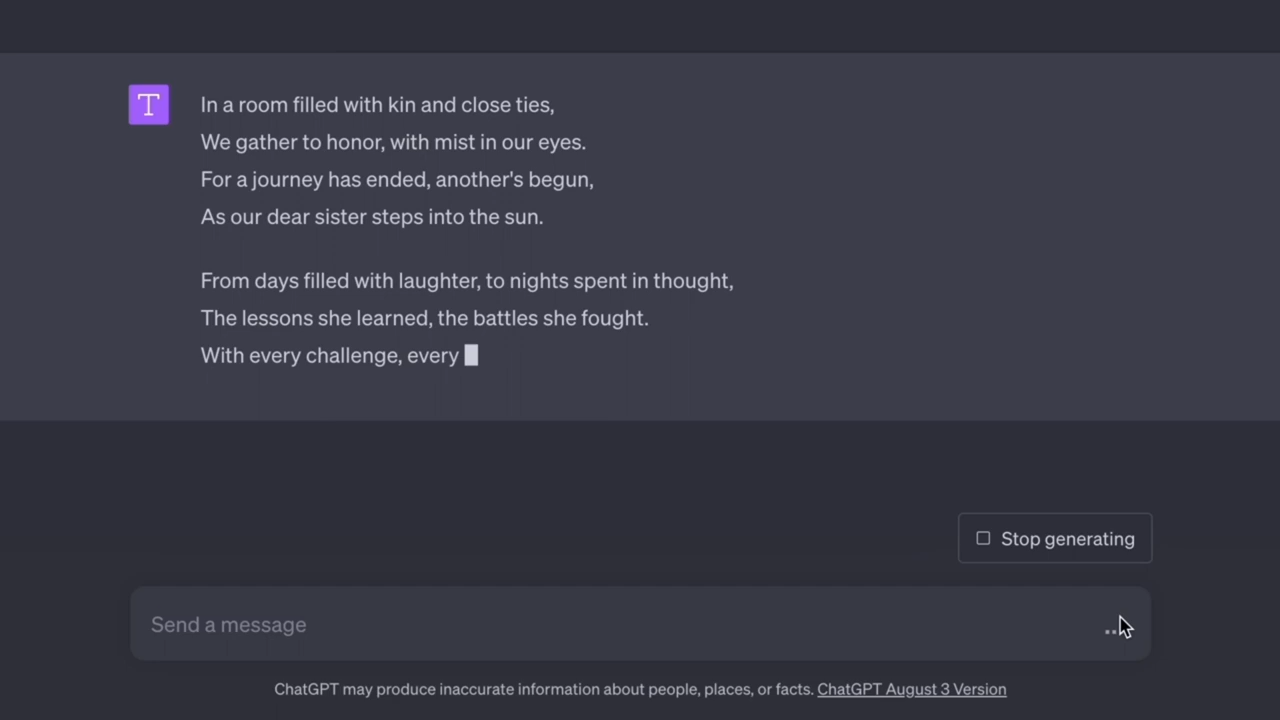 T
In a room filled with kin and close ties,
We gather to honor, with mist in our eyes.
For a journey has ended, another's begun,
As our dear sister steps into the sun.
From days filled with laughter, to nights spent in thought,
The lessons she learned, the battles she fought.
With every challenge, every
Stop generating
Send a message
ChatGPT may produce inaccurate information about people, places, or facts. ChatGPT August 3 Version